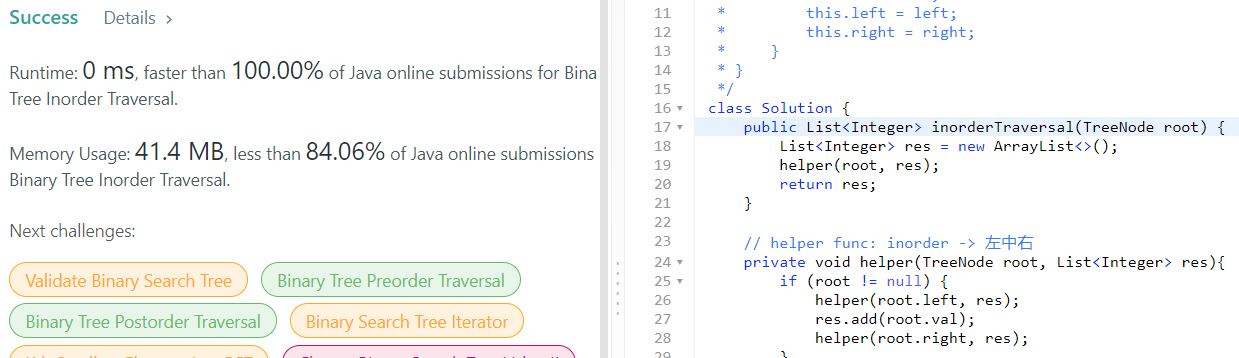 Success Details >
Runtime: 0 ms, faster than 100.00% of Java online submissions for Bina
Tree Inorder Traversal.
Memory Usage: 41.4 MB, less than 84.06% of Java online submissions
Binary Tree Inorder Traversal.
Next challenges:
Validate Binary Search Tree
Binary Tree Preorder Traversal
Binary Tree Postorder Traversal
Binary Search Tree Iterator
11 * this.left = left;
12 * this.right = right;
13 * }
14 * }
15 */
16 class Solution {
17 public List<Integer> inorderTraversal(TreeNode root) {
18 List<Integer> res = new ArrayList<>();
19 helper(root, res);
20 return res;
21 }
22
23 // helper func: inorder -> 左中右
24 private void helper(TreeNode root, List<Integer> res){
25 if (root != null) {
26 helper(root.left, res);
27 res.add(root.val);
28 helper(root.right, res);
29 }